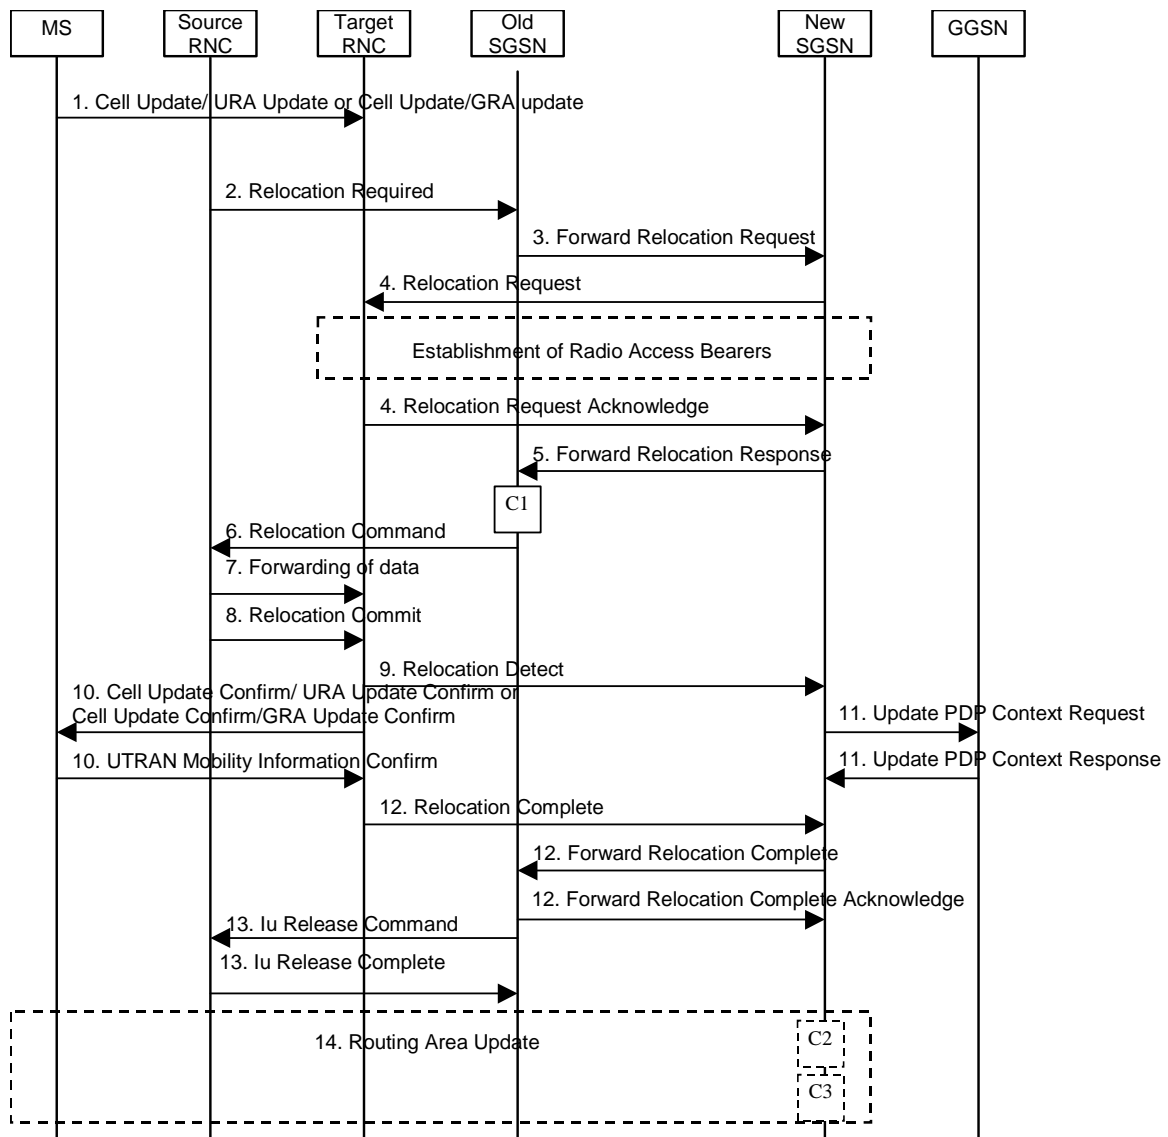 MS
Source
RNC
Target
RNC
Old
SGSN
New
SGSN
GGSN
1. Cell Update/ URA Update or Cell Update/GRA update
2. Relocation Required
3. Forward Relocation Request
4. Relocation Request
Establishment of Radio Access Bearers
4. Relocation Request Acknowledge
5. Forward Relocation Response
C1
6. Relocation Command
7. Forwarding of data
8. Relocation Commit
9. Relocation Detect
10. Cell Update Confirm/ URA Update Confirm or
Cell Update Confirm/GRA Update Confirm
11. Update PDP Context Request
10. UTRAN Mobility Information Confirm
11. Update PDP Context Response
12. Relocation Complete
12. Forward Relocation Complete
12. Forward Relocation Complete Acknowledge
13. Iu Release Command
13. Iu Release Complete
14. Routing Area Update
C2
C3